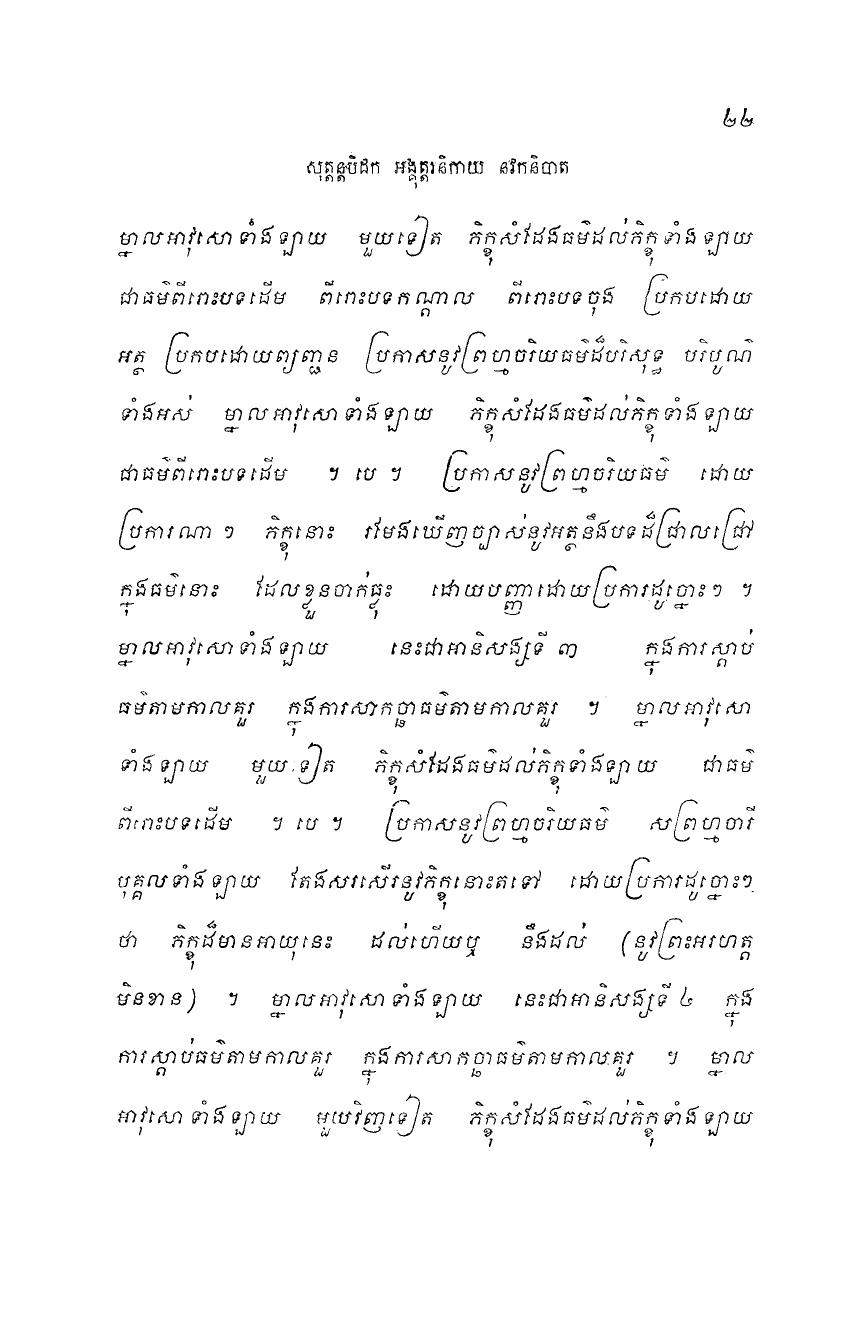 ២២
សុត្តន្តបិដក អង្គុត្តរនិកាយ នវកនិបាត
ម្នាលអាវុសោទាំងឡាយ មួយទៀត ភិក្ខុសំដែងធម៌ដល់ភិក្ខុទាំងឡាយ
ជាធម៌ពីរោះបទដើម ពីរោះបទកណ្តាល ពីរោះបទចុង ប្រកបដោយ
អត្ថ ប្រកបដោយព្យញ្ជន ប្រកាសនូវព្រហ្មចរិយធម៌ដ៏បរិសុទ្ធ បរិបូណ៌
ទាំងអស់ ម្នាលអាវុសោទាំងឡាយ ភិក្ខុសំដែងធម៌ដល់ភិក្ខុទាំងឡាយ
ជាធម៌ពីរោះបទដើម ។ បេ ។ ប្រកាសនូវព្រហ្មចរិយធម៌ ដោយ
ប្រការណា ៗ ភិក្ខុនោះ រមែងឃើញច្បាស់នូវអត្ថនឹងបទដ៏ជ្រាលជ្រៅ
ក្នុងធម៌នោះ ដែលខ្លួនចាក់ធ្លុះ ដោយបញ្ញាដោយប្រការដូច្នោះៗ ។
ម្នាលអាវុសោទាំងឡាយ នេះជាអានិសង្សទី ៣ ក្នុងការស្តាប់
ធម៌តាមកាលគួរ ក្នុងការសាកច្ឆាធម៌តាមកាលគួរ ។ ម្នាលអាវុសោ
ទាំងឡាយ មួយទៀត ភិក្ខុសំដែងធម៌ដល់ភិក្ខុទាំងឡាយ ជាធម៌
ពីរោះបទដើម ។ បេ ។ ប្រកាសនូវព្រហ្មចរិយធម៌ សព្រហ្មចារី
បុគ្គលទាំងឡាយ តែងសរសើរនូវភិក្ខុនោះតទៅ ដោយប្រការដូច្នោះៗ
ថា ភិក្ខុដ៏មានអាយុនេះ ដល់ហើយឬ នឹងដល់ (នូវព្រះអរហត្ត
មិនខាន) ។ ម្នាលអាវុសោទាំងឡាយ នេះជាអានិសង្សទី ៤ ក្នុង
ការស្តាប់ធម៌តាមកាលគួរ ក្នុងការសាកច្ឆាធម៌តាមកាលគួរ ។ ម្នាល
អាវុសោទាំងឡាយ មួយវិញទៀត ភិក្ខុសំដែងធម៌ដល់ភិក្ខុទាំងឡាយ